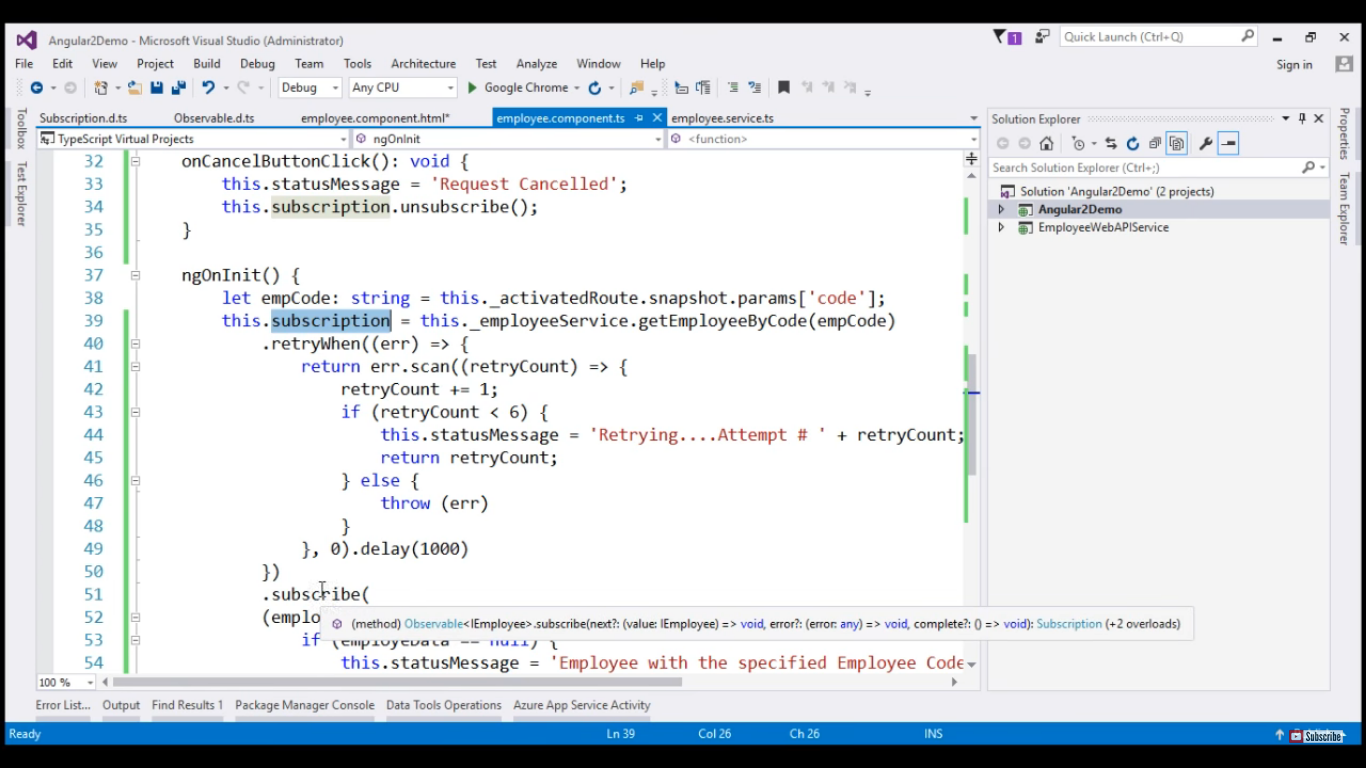 Angular2Demo - Microsoft Visual Studio (Administrator)
1
Quick Launch (Ctrl+Q)
File Edit View Project Build Debug Team Tools Architecture Test Analyze Window Help
Sign in
Debug Any CPU Google Chrome
Toolbox
Test Explorer
Subscription.d.ts Observable.d.ts employee.component.html* employee.component.ts employee.service.ts
TypeScript Virtual Projects ngOnInit <function>
32 onCancelButtonClick(): void {
33 this.statusMessage = 'Request Cancelled';
34 this.subscription.unsubscribe();
35 }
36
37 ngOnInit() {
38 let empCode: string = this._activatedRoute.snapshot.params['code'];
39 this.subscription = this._employeeService.getEmployeeByCode(empCode)
40 .retryWhen((err) => {
41 return err.scan((retryCount) => {
42 retryCount += 1;
43 if (retryCount < 6) {
44 this.statusMessage = 'Retrying....Attempt # ' + retryCount;
45 return retryCount;
46 } else {
47 throw (err)
48 }
49 }, 0).delay(1000)
50 })
51 .subscribe(
52 (emplo
(method) Observable<IEmployee>.subscribe(next?: (value: IEmployee) => void, error?: (error: any) => void, complete?: () => void): Subscription (+2 overloads)
53 if (employeeData == null) {
54 this.statusMessage = 'Employee with the specified Employee Code
100 %
Solution Explorer
Search Solution Explorer (Ctrl+;)
Solution 'Angular2Demo' (2 projects)
Angular2Demo
EmployeeWebAPIService
Properties
Team Explorer
Error List... Output Find Results 1 Package Manager Console Data Tools Operations Azure App Service Activity
Ready Ln 39 Col 26 Ch 26 INS
Subscribe